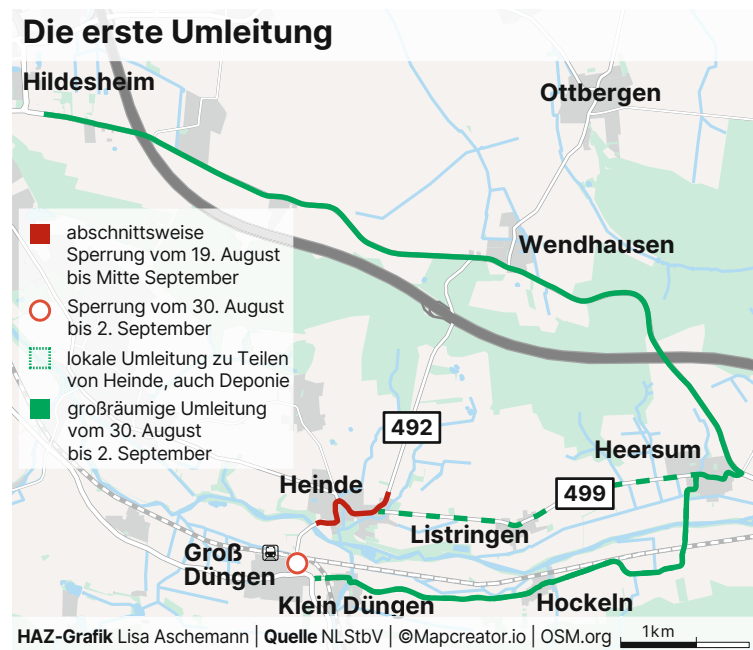 Die erste Umleitung
Hildesheim
Ottbergen
Wendhausen
abschnittsweise
Sperrung vom 19. August
bis Mitte September
Sperrung vom 30. August
bis 2. September
lokale Umleitung zu Teilen
von Heinde, auch Deponie
großräumige Umleitung
vom 30. August
bis 2. September
492
Heersum
Heinde
499
Listringen
Groß
Düngen
Klein Düngen
Hockeln
HAZ-Grafik Lisa Aschemann | Quelle NLStbV | ©Mapcreator.io | OSM.org
1km